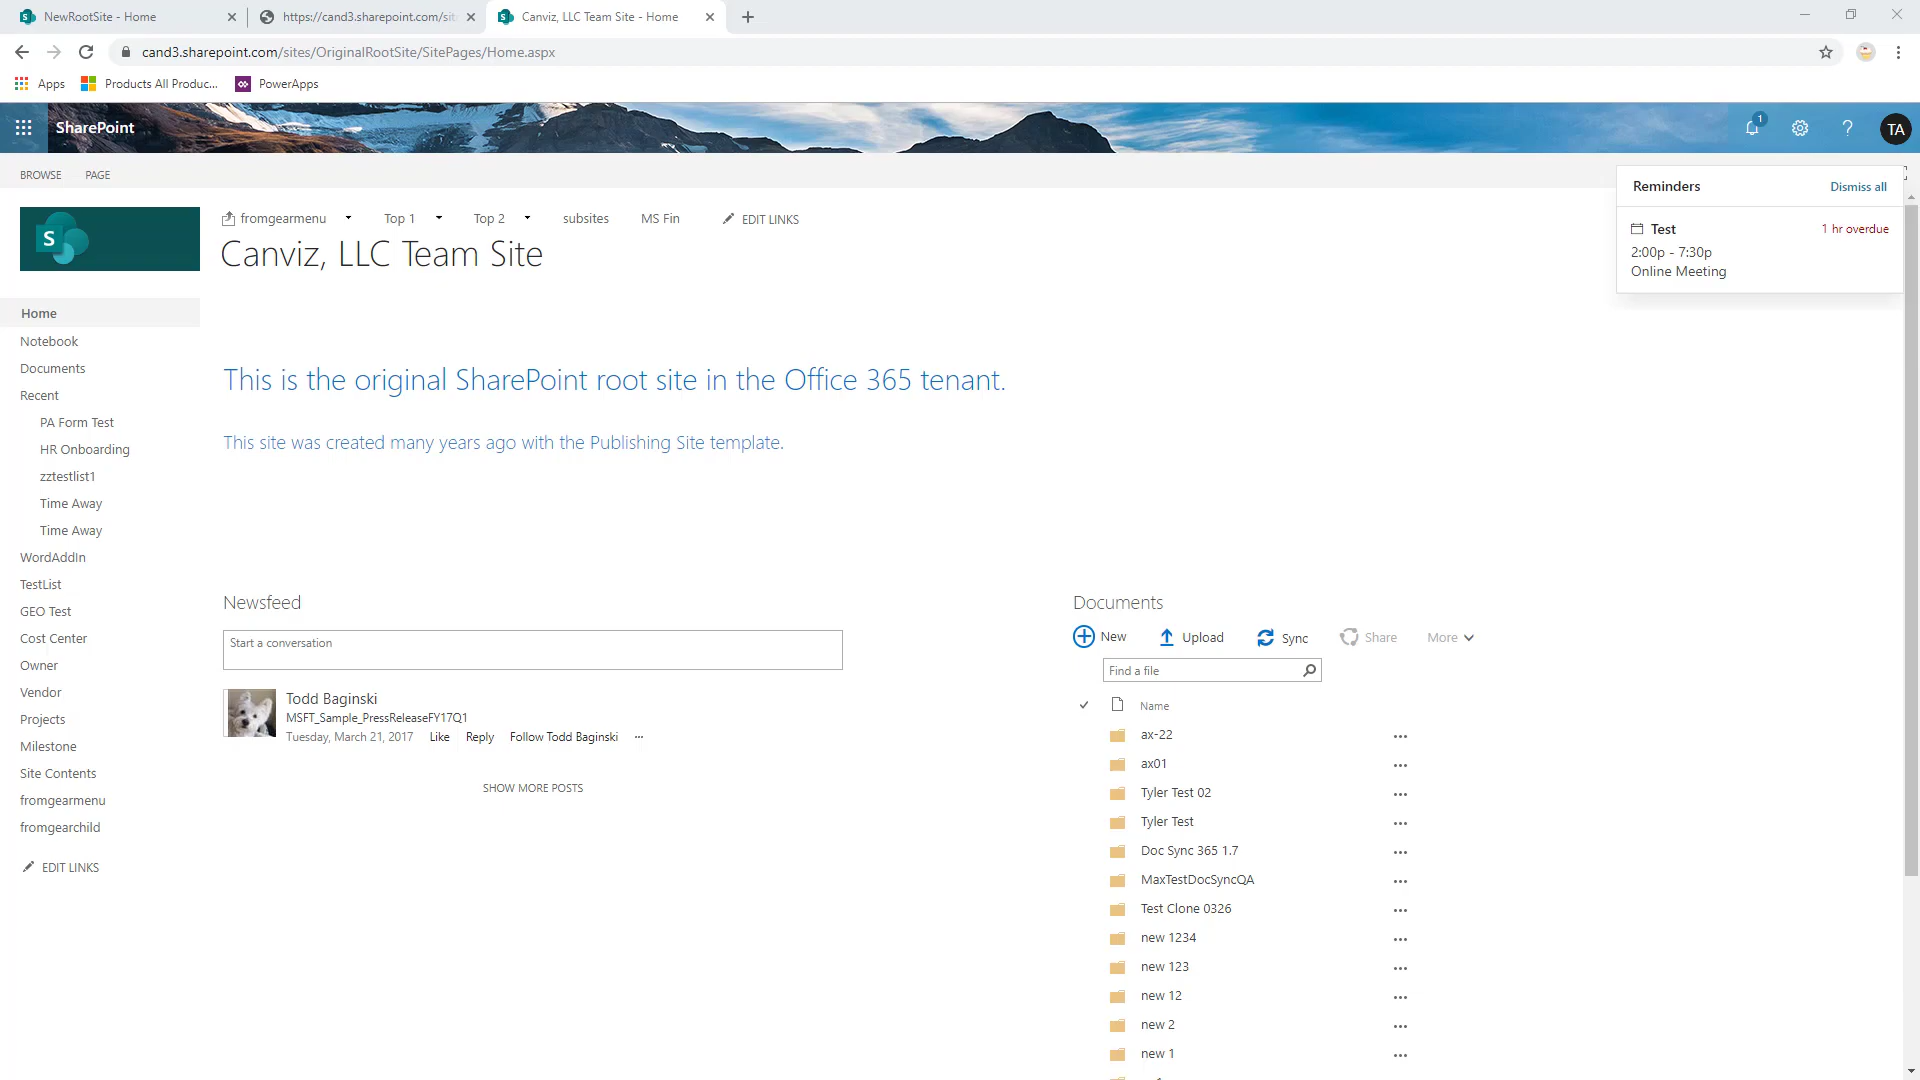 NewRootSite - Home
https://cand3.sharepoint.com/sit
Canviz, LLC Team Site - Home
cand3.sharepoint.com/sites/OriginalRootSite/SitePages/Home.aspx
Apps
Products All Produc...
PowerApps
SharePoint
1
TA
BROWSE
PAGE
Reminders
Dismiss all
Test
1 hr overdue
2:00p - 7:30p
Online Meeting
S
fromgearmenu
Top 1
Top 2
subsites
MS Fin
EDIT LINKS
Canviz, LLC Team Site
Home
Notebook
Documents
Recent
PA Form Test
HR Onboarding
zztestlist1
Time Away
Time Away
WordAddIn
TestList
GEO Test
Cost Center
Owner
Vendor
Projects
Milestone
Site Contents
fromgearmenu
fromgearchild
EDIT LINKS
This is the original SharePoint root site in the Office 365 tenant.
This site was created many years ago with the Publishing Site template.
Newsfeed
Start a conversation
Todd Baginski
MSFT_Sample_PressReleaseFY17Q1
Tuesday, March 21, 2017 Like Reply Follow Todd Baginski ...
SHOW MORE POSTS
Documents
New
Upload
Sync
Share
More
Find a file
Name
ax-22
ax01
Tyler Test 02
Tyler Test
Doc Sync 365 1.7
MaxTestDocSyncQA
Test Clone 0326
new 1234
new 123
new 12
new 2
new 1